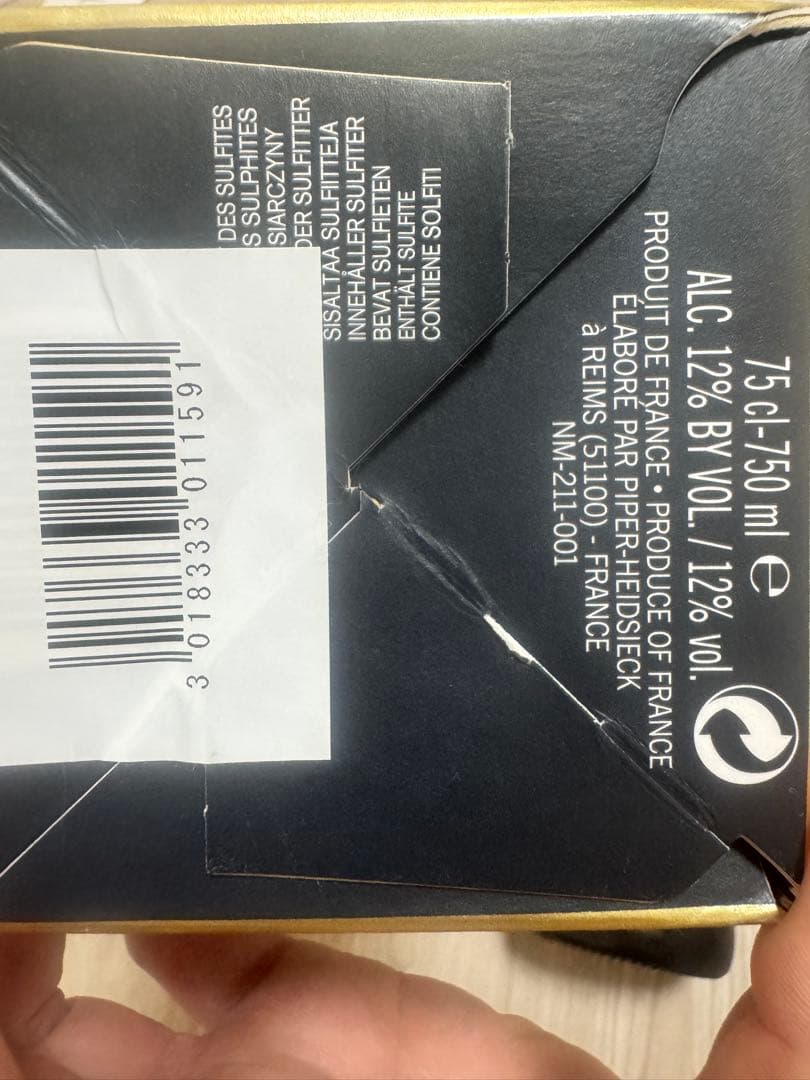 75 cl-750 ml e
ALC. 12% BY VOL. / 12% vol.
PRODUIT DE FRANCE • PRODUCE OF FRANCE
ÉLABORÉ PAR PIPER-HEIDSIECK
à REIMS (51100) - FRANCE
NM-211-001
DES SULFITES
SULPHITES
SIARCZYNY
DER SULFITTER
SISÄLTÄÄ SULFIITTEJA
INNEHÅLLER SULFITER
BEVAT SULFIETEN
ENTHÄLT SULFITE
CONTIENE SOLFITI
3 018333 011591